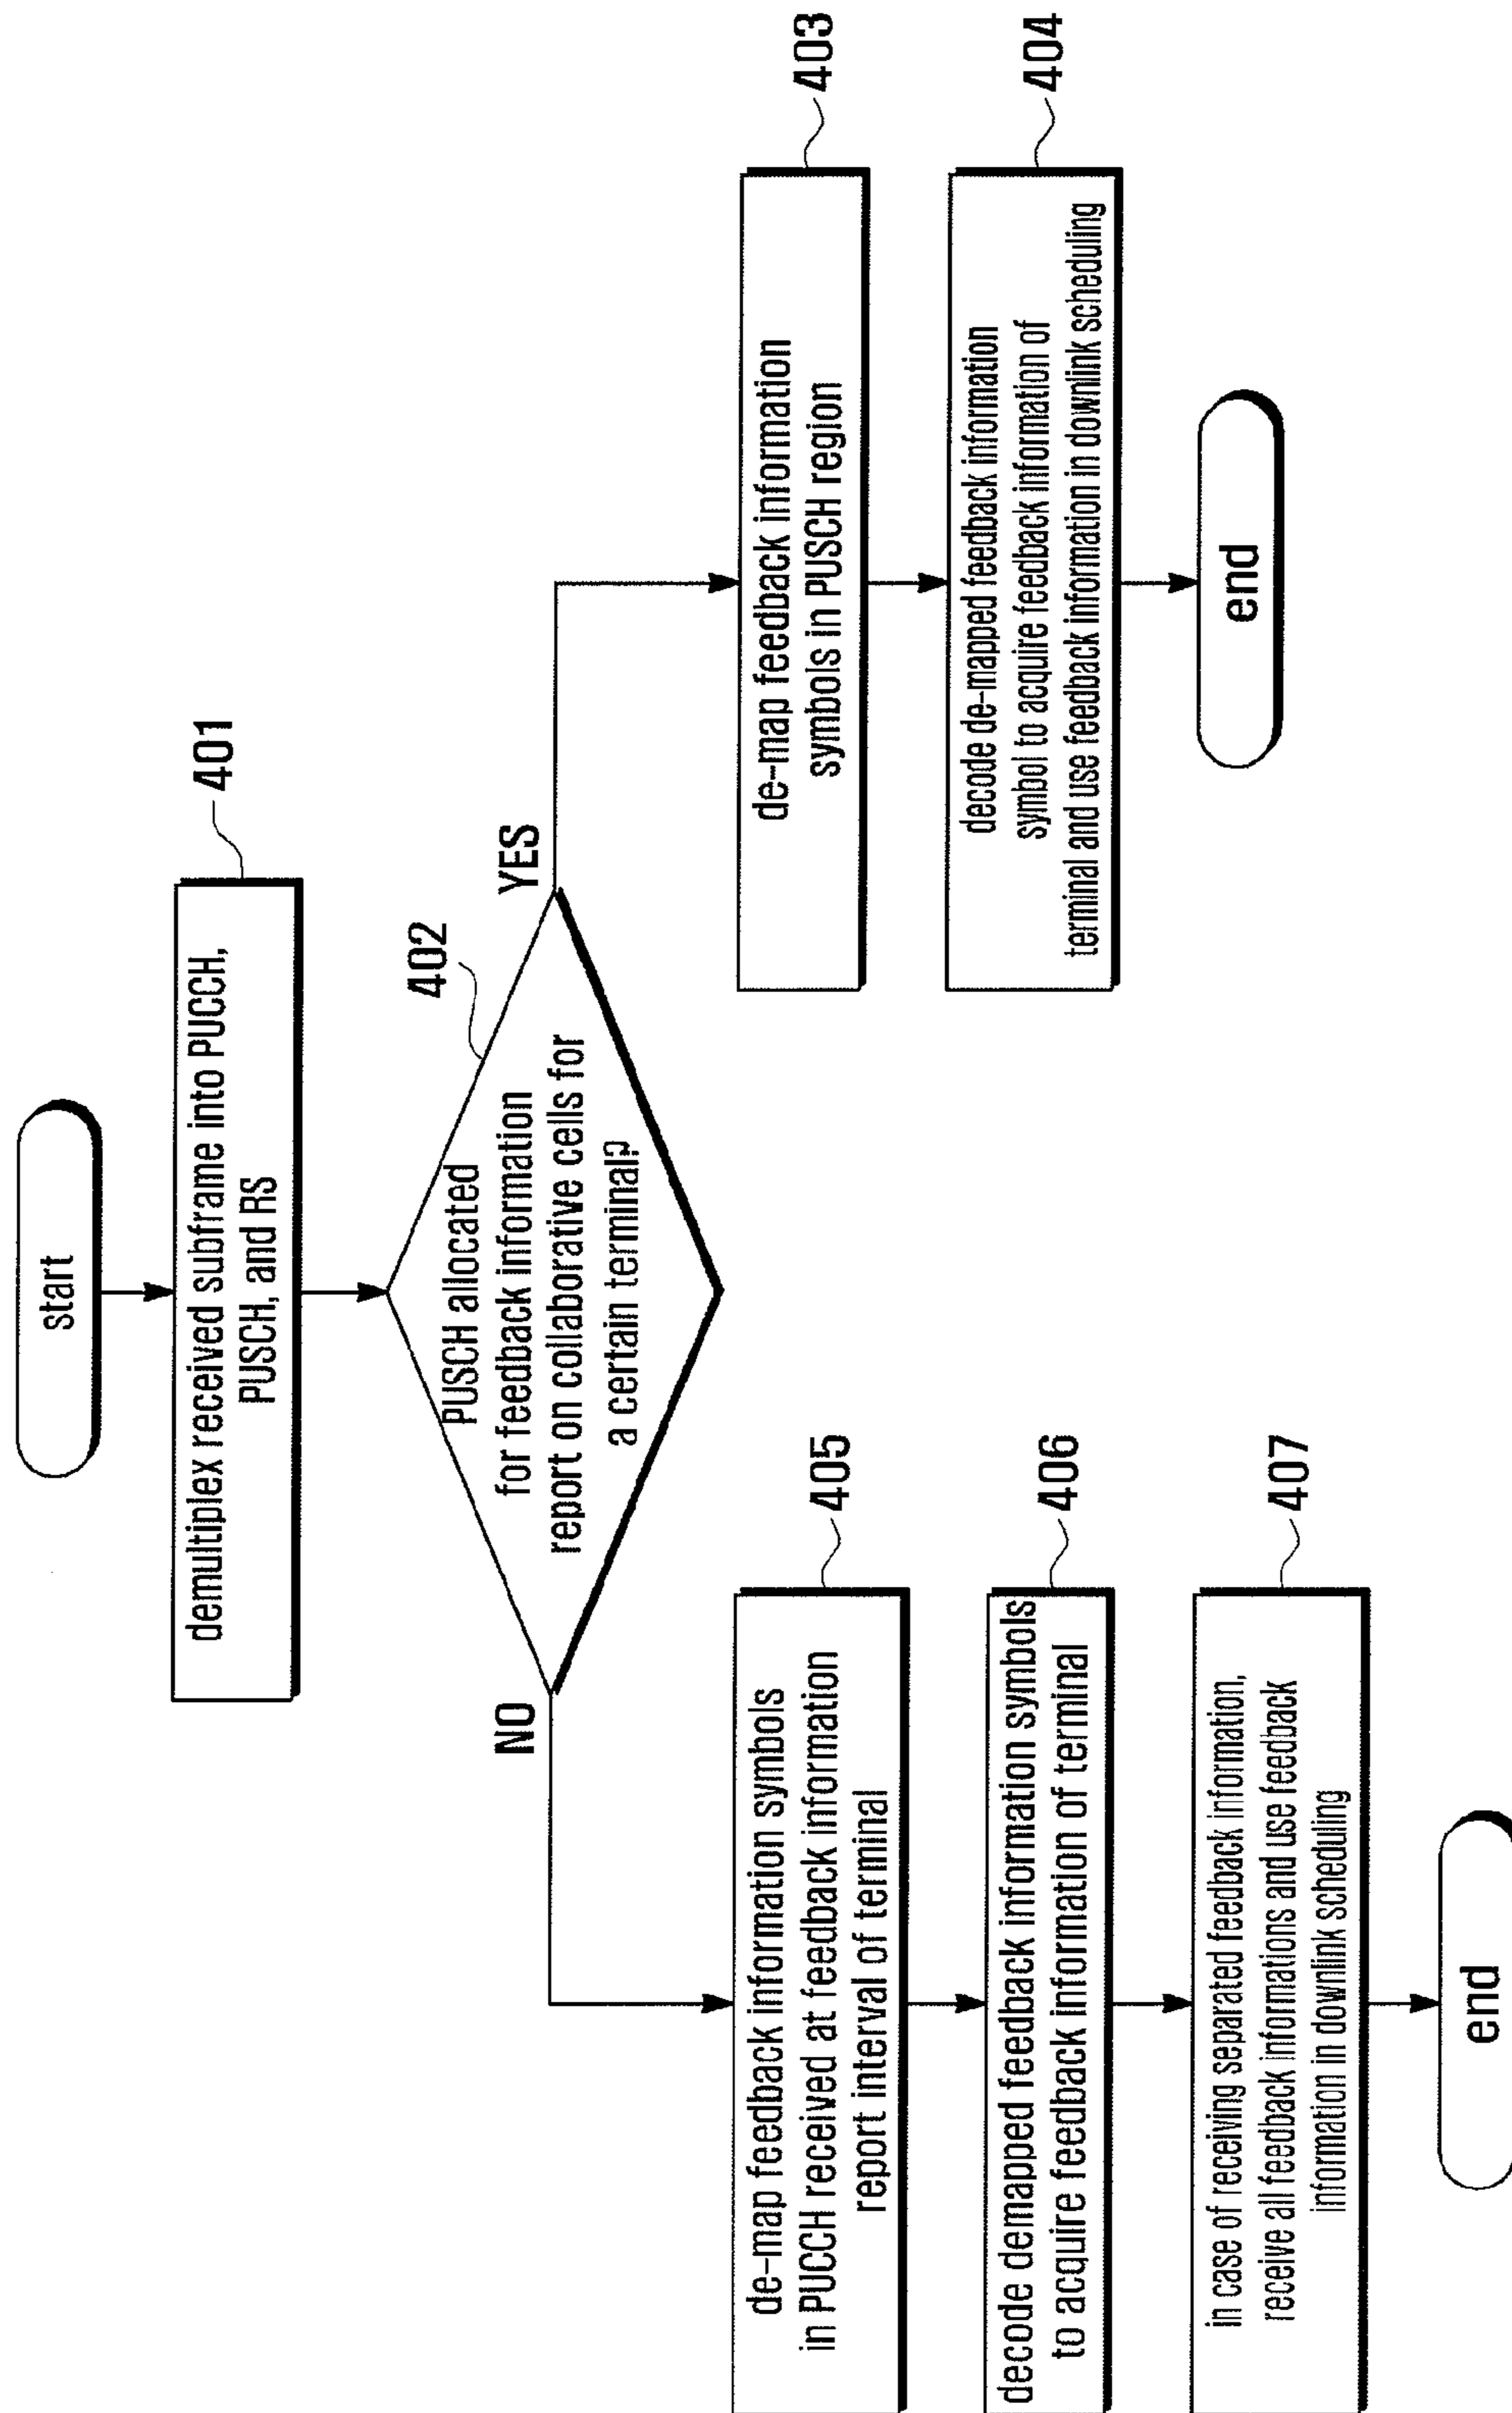 start
demultiplex received subframe into PUCCH,
PUSCH, and RS
401
402
PUSCH allocated
for feedback information
report on collaborative cells for
a certain terminal?
NO
YES
de-map feedback information symbols
in PUCCH received at feedback information
report interval of terminal
405
decode demapped feedback information symbols
to acquire feedback information of terminal
406
in case of receiving separated feedback information,
receive all feedback informations and use feedback
information in downlink scheduling
407
end
de-map feedback information
symbols in PUSCH region
403
decode de-mapped feedback information
symbol to acquire feedback information of
terminal and use feedback information in downlink scheduling
404
end